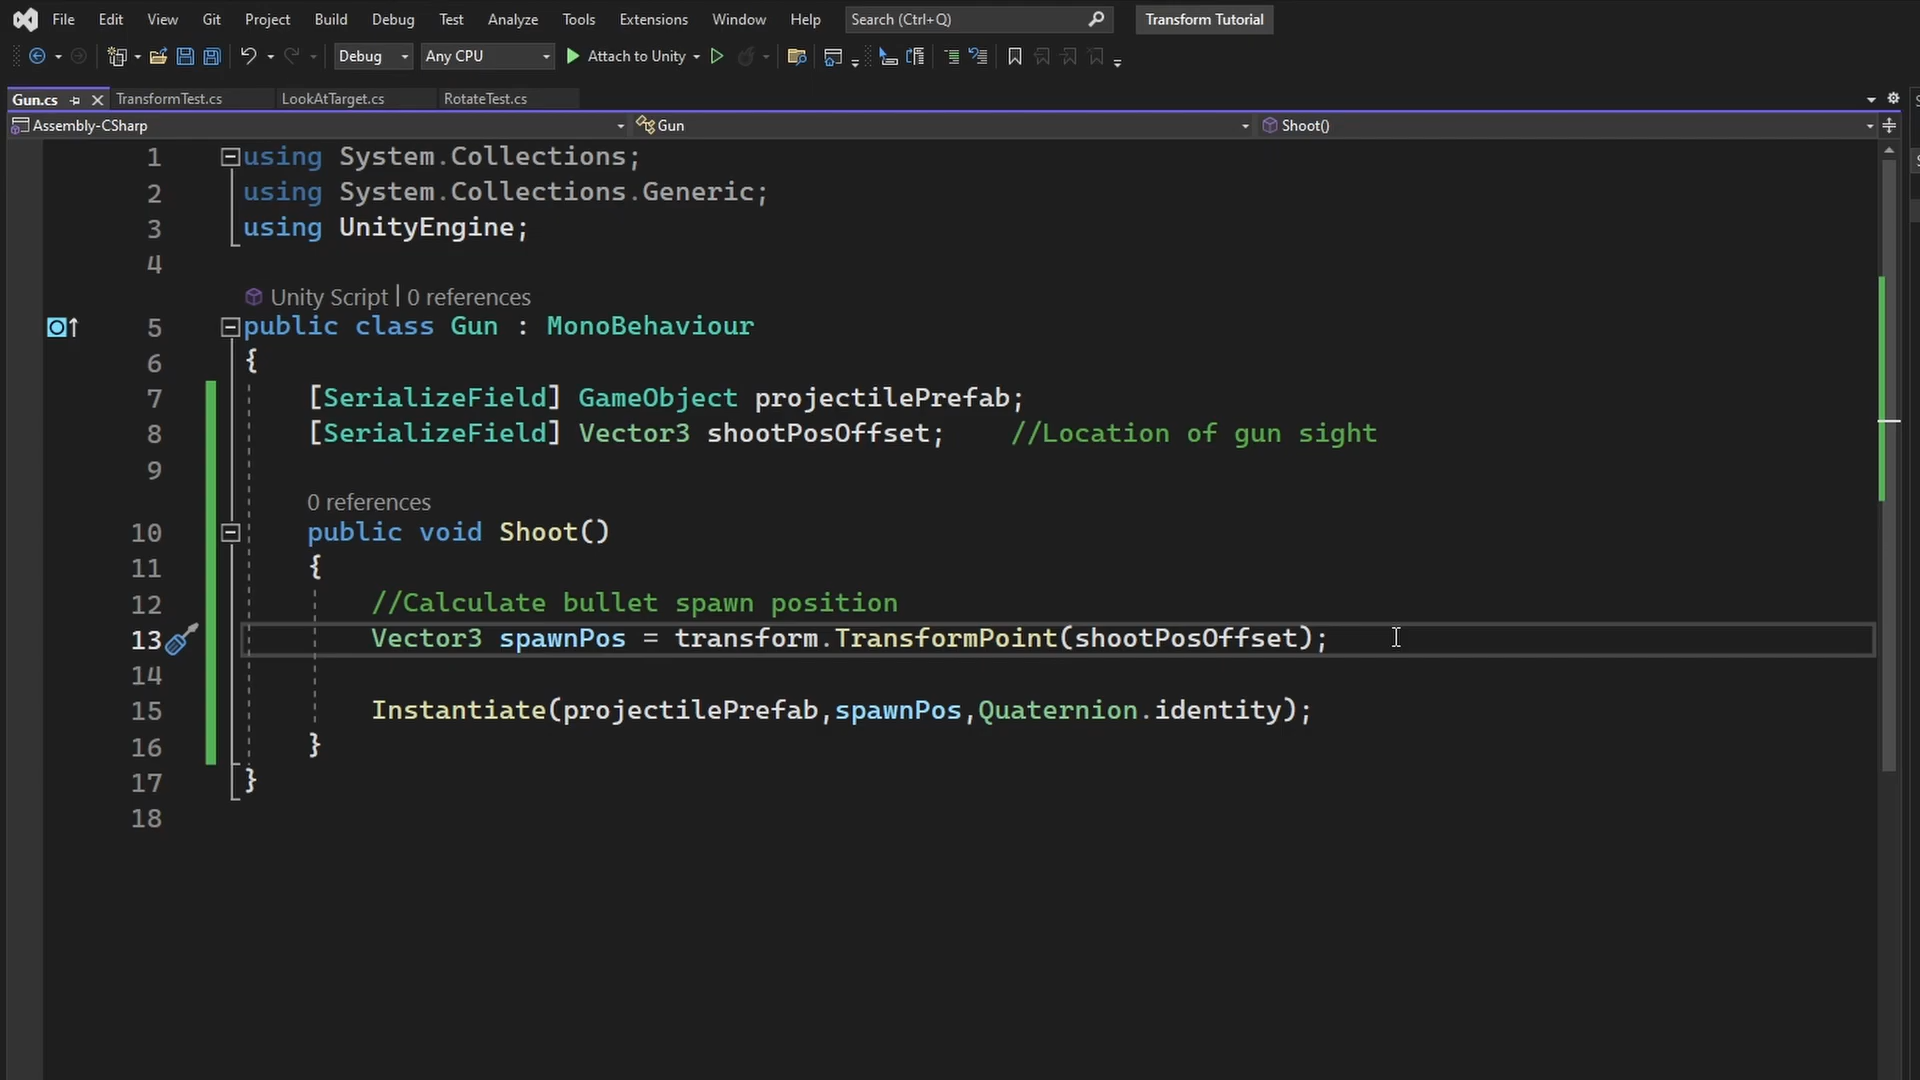 File Edit View Git Project Build Debug Test Analyze Tools Extensions Window Help Search (Ctrl+Q) Transform Tutorial
Debug Any CPU Attach to Unity
Gun.cs TransformTest.cs LookAtTarget.cs RotateTest.cs
Assembly-CSharp Gun Shoot()
1 using System.Collections;
2 using System.Collections.Generic;
3 using UnityEngine;
4
Unity Script | 0 references
5 public class Gun : MonoBehaviour
6 {
7 [SerializeField] GameObject projectilePrefab;
8 [SerializeField] Vector3 shootPosOffset; //Location of gun sight
9
0 references
10 public void Shoot()
11 {
12 //Calculate bullet spawn position
13 Vector3 spawnPos = transform.TransformPoint(shootPosOffset);
14
15 Instantiate(projectilePrefab,spawnPos,Quaternion.identity);
16 }
17 }
18